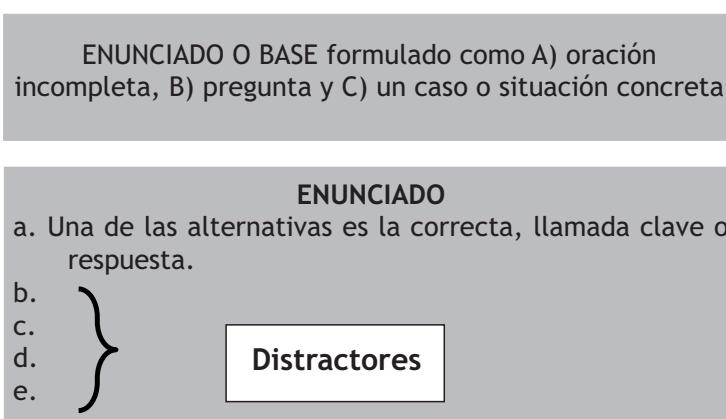 ENUNCIADO O BASE formulado como A) oración
incompleta, B) pregunta y C) un caso o situación concreta
ENUNCIADO
a. Una de las alternativas es la correcta, llamada clave o
respuesta.
b.
c.
d.
e.
Distractores